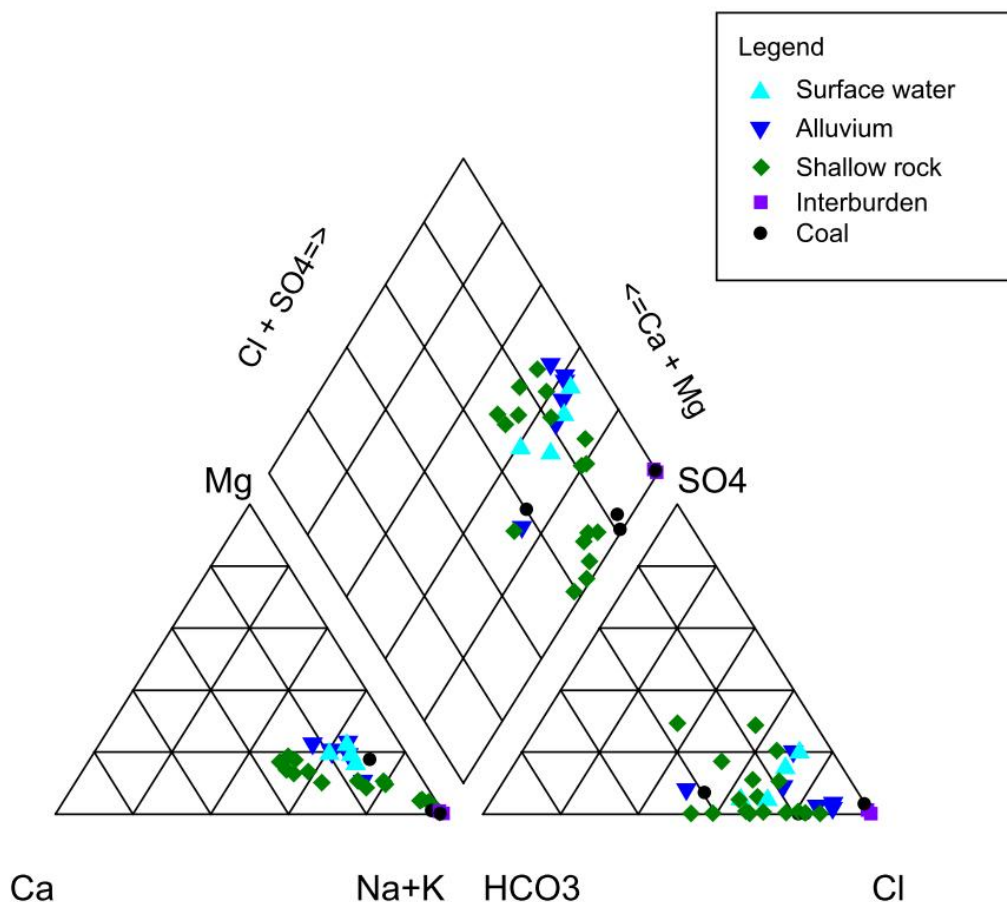 Legend
Surface water
Alluvium
Shallow rock
Interburden
Coal
Cl + SO4=>
<=Ca + Mg
Mg
SO4
Ca
Na+K
HCO3
Cl